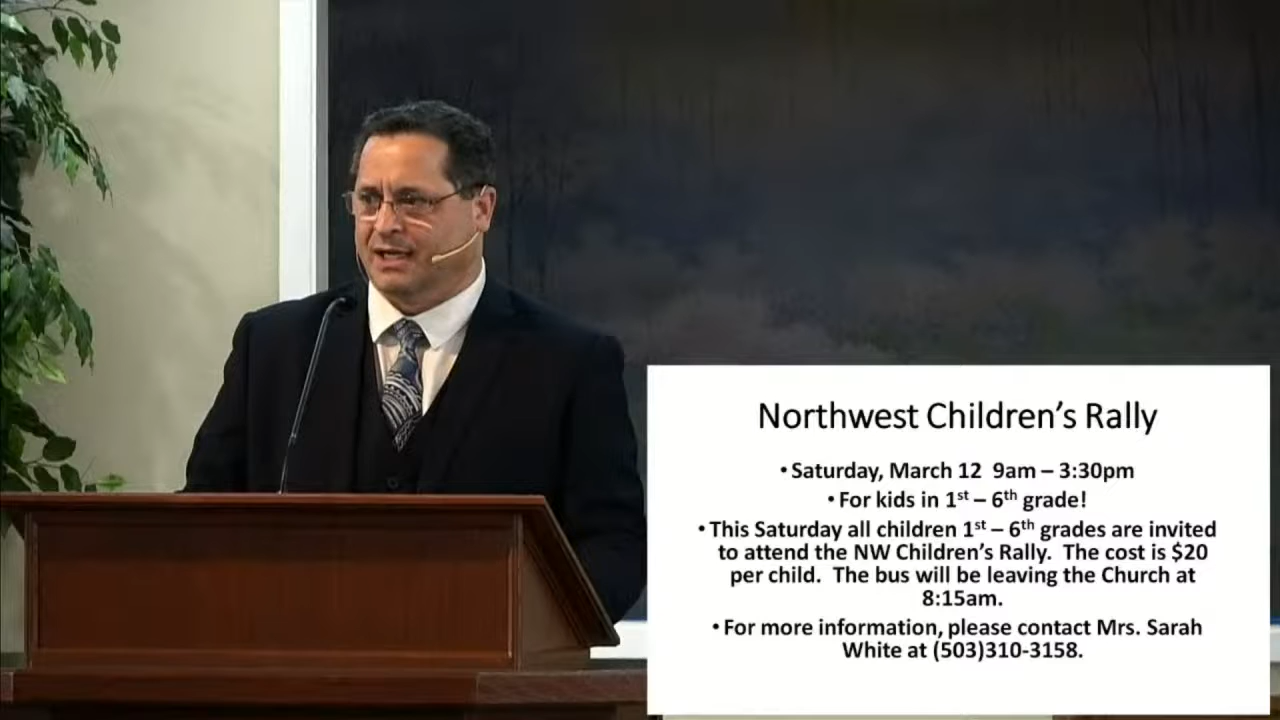 Northwest Children’s Rally
•Saturday, March 12  9am – 3:30pm
•For kids in 1st – 6th grade!
•This Saturday all children 1st – 6th grades are invited
to attend the NW Children’s Rally.  The cost is $20
per child.  The bus will be leaving the Church at
8:15am.
•For more information, please contact Mrs. Sarah
White at (503)310-3158.